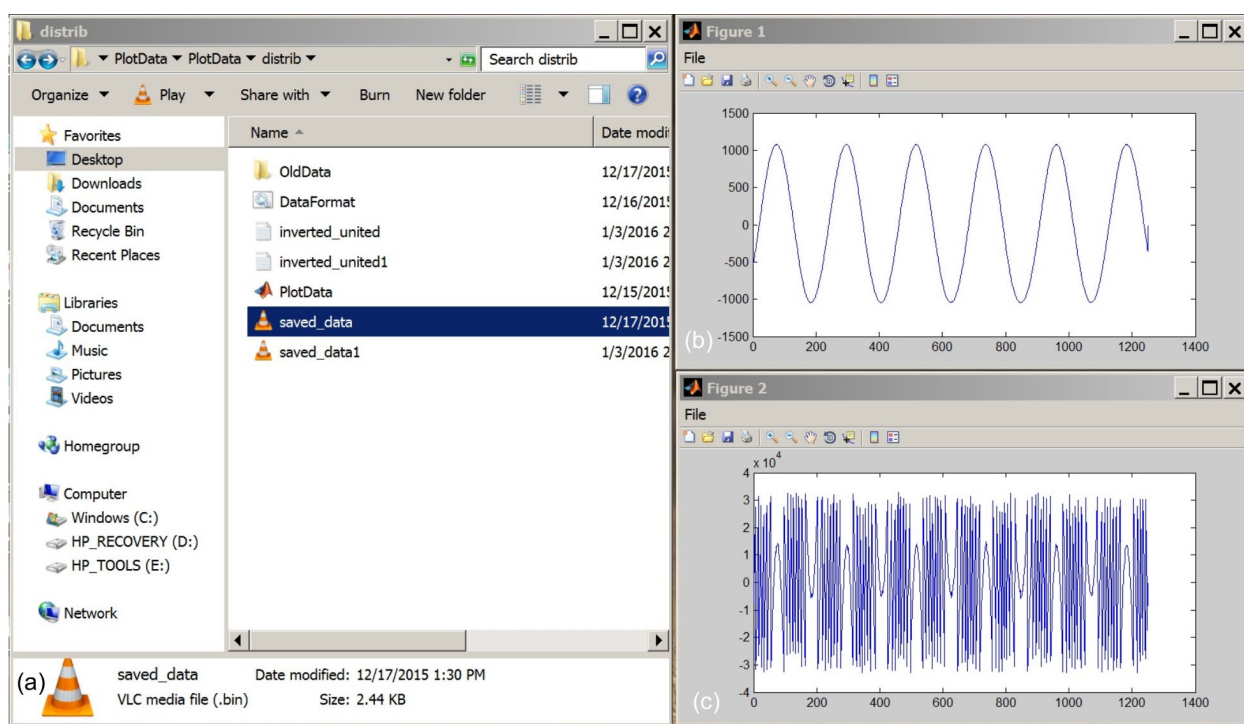 distrib
PlotData ▾ PlotData ▾ distrib ▾
Search distrib
Organize ▾ Play ▾ Share with ▾ Burn New folder
Favorites
Desktop
Downloads
Documents
Recycle Bin
Recent Places
Libraries
Documents
Music
Pictures
Videos
Homegroup
Computer
Windows (C:)
HP_RECOVERY (D:)
HP_TOOLS (E:)
Network
Name Date modi
OldData 12/17/201
DataFormat 12/16/201
inverted_united 1/3/2016 2
inverted_united1 1/3/2016 2
PlotData 12/15/201
saved_data 12/17/201
saved_data1 1/3/2016 2
(a)
saved_data Date modified: 12/17/2015 1:30 PM
VLC media file (.bin) Size: 2.44 KB
Figure 1
File
1500
1000
500
0
-500
-1000
-1500
0 200 400 600 800 1000 1200 1400
(b)
Figure 2
File
x 10^4
4
3
2
1
0
-1
-2
-3
-4
0 200 400 600 800 1000 1200 1400
(c)